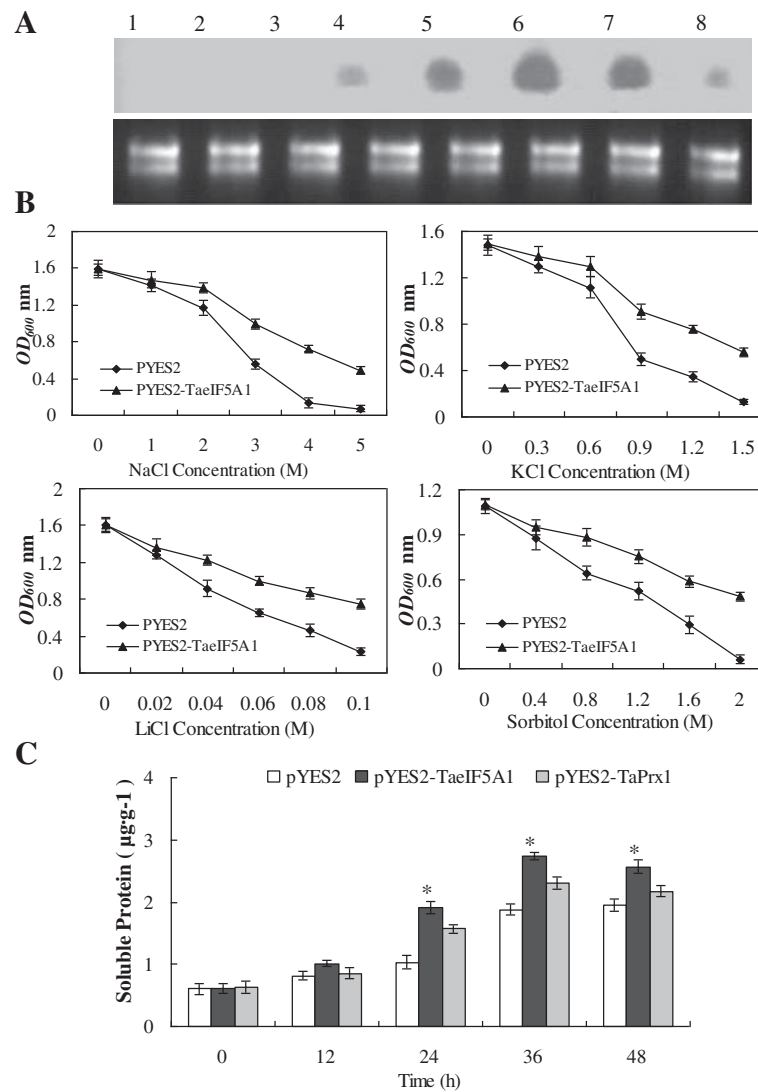 A
1 2 3 4 5 6 7 8
B
2
1.6
1.2
0.8
0.4
0
OD600 nm
PYES2
PYES2-TaeIF5A1
0 1 2 3 4 5
NaCl Concentration (M)
1.6
1.2
0.8
0.4
0
OD600 nm
PYES2
PYES2-TaeIF5A1
0 0.3 0.6 0.9 1.2 1.5
KCl Concentration (M)
2
1.6
1.2
0.8
0.4
0
OD600 nm
PYES2
PYES2-TaeIF5A1
0 0.02 0.04 0.06 0.08 0.1
LiCl Concentration (M)
1.2
0.9
0.6
0.3
0
OD600 nm
PYES2
PYES2-TaeIF5A1
0 0.4 0.8 1.2 1.6 2
Sorbitol Concentration (M)
C
pYES2 pYES2-TaeIF5A1 pYES2-TaPrx1
4
3
2
1
0
Soluble Protein ( μg·g-1 )
* * *
0 12 24 36 48
Time (h)